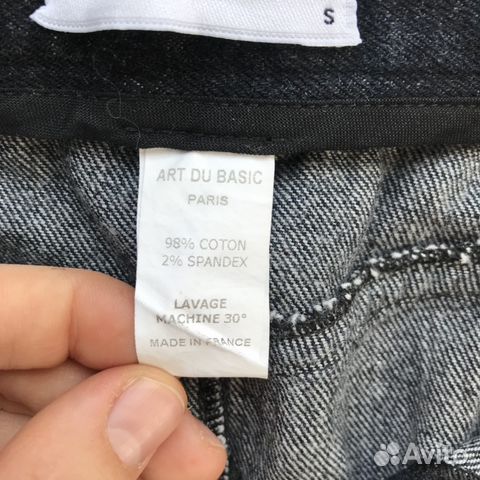 S
ART DU BASIC
PARIS
98% COTON
2% SPANDEX
LAVAGE
MACHINE 30°
MADE IN FRANCE
Avito